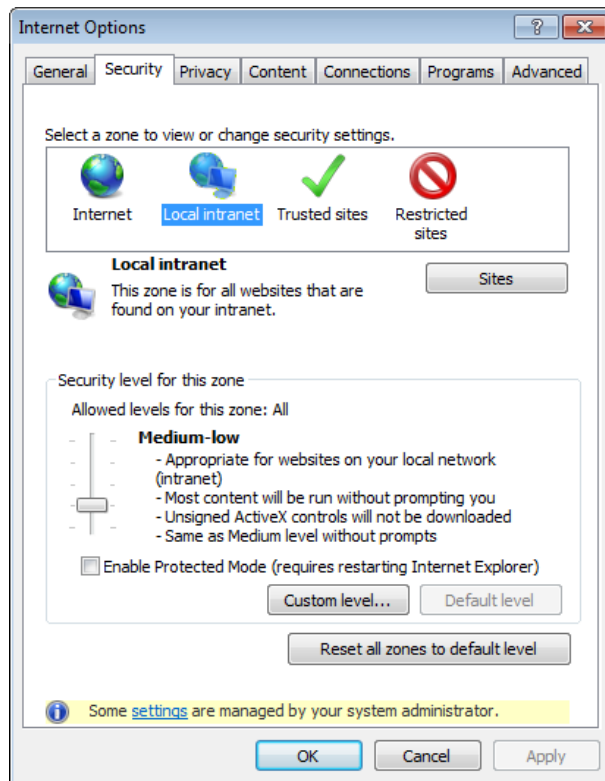 Internet Options
General Security Privacy Content Connections Programs Advanced
Select a zone to view or change security settings.
Internet Local intranet Trusted sites Restricted
sites
Local intranet
Sites
This zone is for all websites that are
found on your intranet.
Security level for this zone
Allowed levels for this zone: All
Medium-low
- Appropriate for websites on your local network
(intranet)
- Most content will be run without prompting you
- Unsigned ActiveX controls will not be downloaded
- Same as Medium level without prompts
Enable Protected Mode (requires restarting Internet Explorer)
Custom level... Default level
Reset all zones to default level
Some settings are managed by your system administrator.
OK Cancel Apply